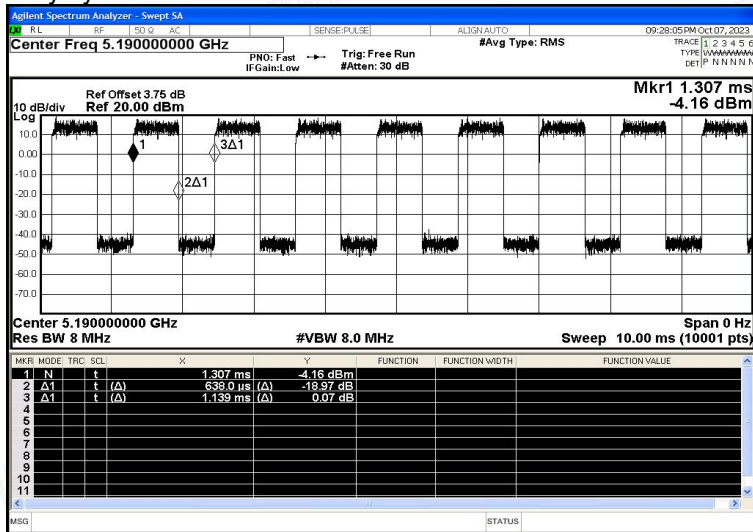 Agilent Spectrum Analyzer - Swept SA
RL RF 50 Ω AC SENSE:PULSE ALIGN AUTO 09:28:05 PM Oct 07, 2023
Center Freq 5.190000000 GHz #Avg Type: RMS TRACE 1 2 3 4 5 6
PNO: Fast Trig: Free Run TYPE
IFGain:Low #Atten: 30 dB DET P N N N N N
Mkr1 1.307 ms
Ref Offset 3.75 dB
10 dB/div Ref 20.00 dBm -4.16 dBm
Log
10.0
0.00
-10.0
-20.0
-30.0
-40.0
-50.0
-60.0
-70.0
1
3Δ1
2Δ1
Center 5.190000000 GHz Span 0 Hz
Res BW 8 MHz #VBW 8.0 MHz Sweep 10.00 ms (10001 pts)
MKR MODE TRC SCL X Y FUNCTION FUNCTION WIDTH FUNCTION VALUE
1 N t 1.307 ms -4.16 dBm
2 Δ1 t (Δ) 638.0 µs (Δ) -18.97 dB
3 Δ1 t (Δ) 1.139 ms (Δ) 0.07 dB
4
5
6
7
8
9
10
11
MSG STATUS